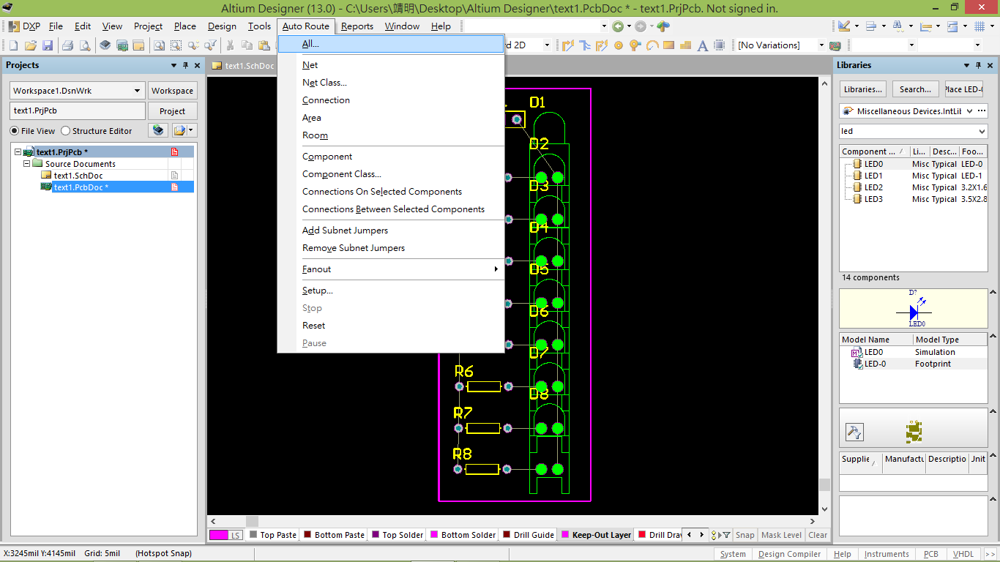 Altium Designer (13.0) - C:\Users\靖明\Desktop\Altium Designer\text1.PcbDoc * - text1.PrjPcb. Not signed in.
DXP File Edit View Project Place Design Tools Auto Route Reports Window Help
d 2D [No Variations]
Projects
Workspace1.DsnWrk Workspace
text1.PrjPcb Project
File View Structure Editor
text1.PrjPcb *
Source Documents
text1.SchDoc
text1.PcbDoc *
text1.SchDoc
All...
Net
Net Class...
Connection
Area
Room
Component
Component Class...
Connections On Selected Components
Connections Between Selected Components
Add Subnet Jumpers
Remove Subnet Jumpers
Fanout
Setup...
Stop
Reset
Pause
D1
D2
D3
D4
D5
D6
D7
R6
D8
R7
R8
Libraries
Libraries... Search... Place LED-0
Miscellaneous Devices.IntLib
led
Component ... Li... Desc... Foo...
LED0 Misc Typical LED-0
LED1 Misc Typical LED-1
LED2 Misc Typical 3.2X1.6
LED3 Misc Typical 3.5X2.8
14 components
D?
LED0
Model Name Model Type
LED0 Simulation
LED-0 Footprint
Supplie Manufactu Descriptio Unit
LS Top Paste Bottom Paste Top Solder Bottom Solder Drill Guide Keep-Out Layer Drill Drav Snap Mask Level Clear
X:3245mil Y:4145mil Grid: 5mil (Hotspot Snap) System Design Compiler Help Instruments PCB VHDL >>